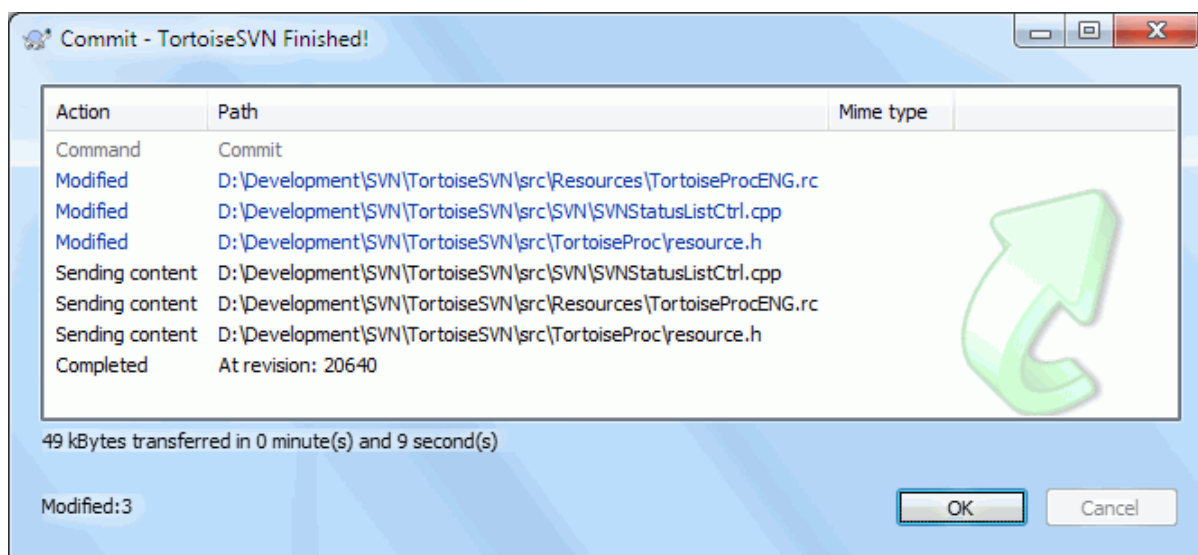 Commit - TortoiseSVN Finished!
Action Path Mime type
Command Commit
Modified D:\Development\SVN\TortoiseSVN\src\Resources\TortoiseProcENG.rc
Modified D:\Development\SVN\TortoiseSVN\src\SVN\SVNStatusListCtrl.cpp
Modified D:\Development\SVN\TortoiseSVN\src\TortoiseProc\resource.h
Sending content D:\Development\SVN\TortoiseSVN\src\SVN\SVNStatusListCtrl.cpp
Sending content D:\Development\SVN\TortoiseSVN\src\Resources\TortoiseProcENG.rc
Sending content D:\Development\SVN\TortoiseSVN\src\TortoiseProc\resource.h
Completed At revision: 20640
49 kBytes transferred in 0 minute(s) and 9 second(s)
Modified:3
OK Cancel